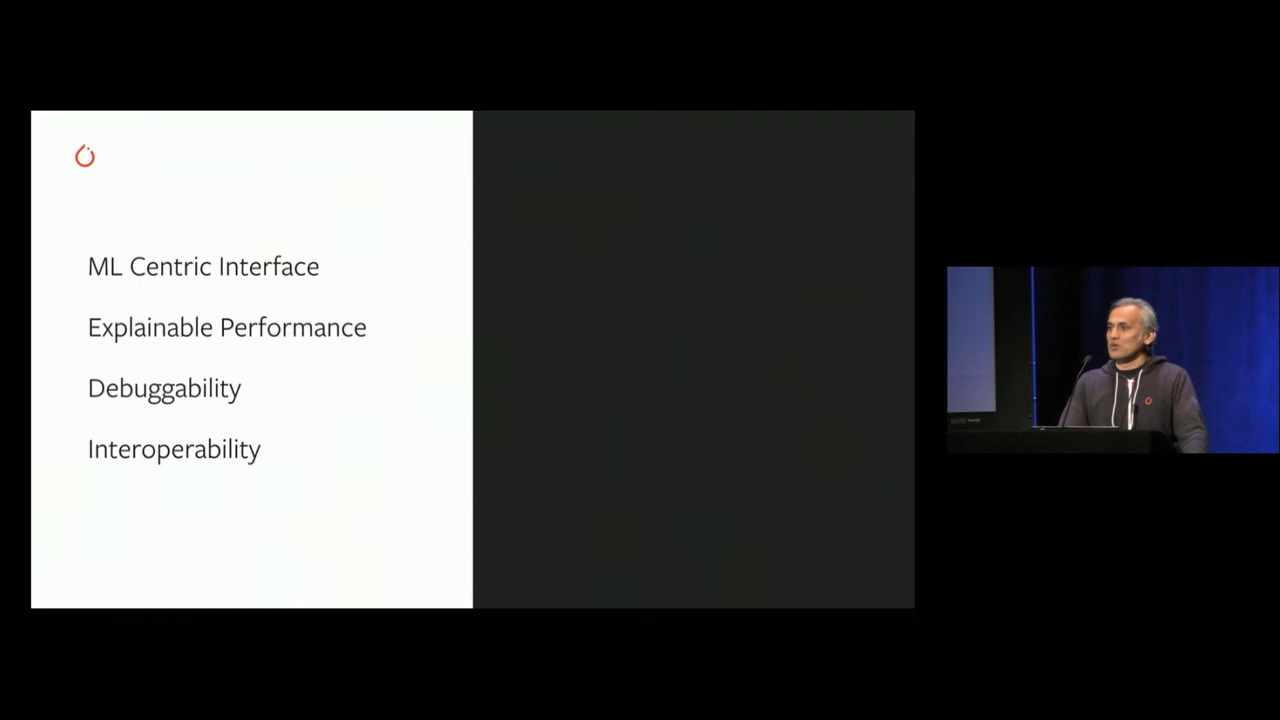 ML Centric Interface
Explainable Performance
Debuggability
Interoperability